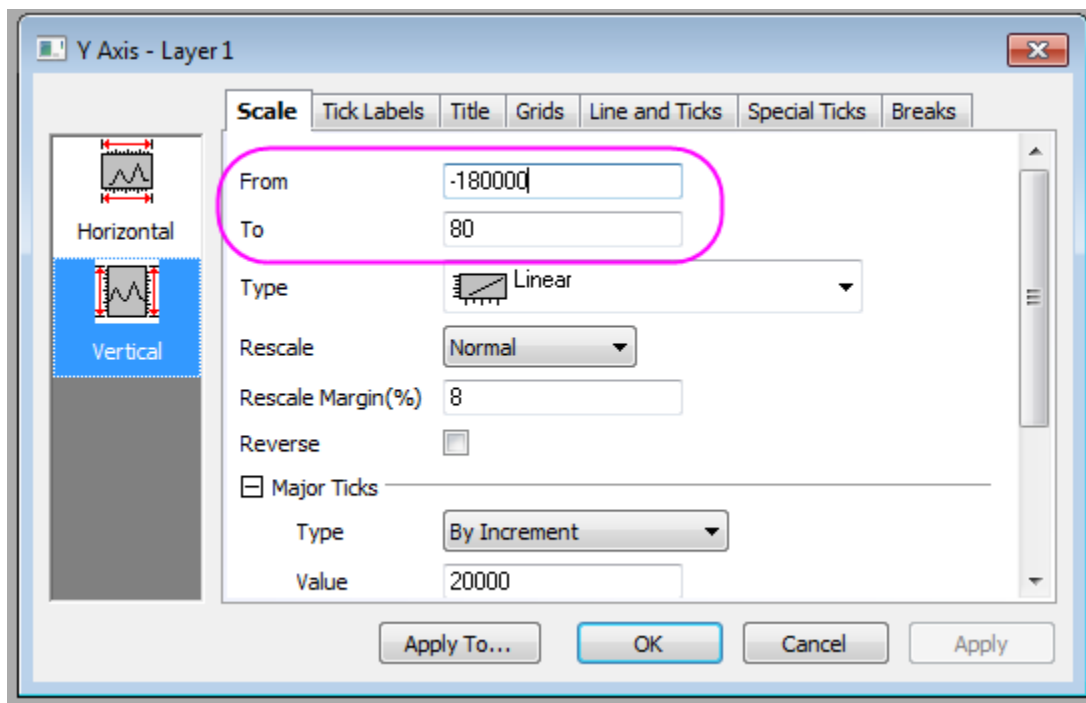 Y Axis - Layer 1
Scale Tick Labels Title Grids Line and Ticks Special Ticks Breaks
Horizontal
Vertical
From -180000
To 80
Type Linear
Rescale Normal
Rescale Margin(%) 8
Reverse
Major Ticks
Type By Increment
Value 20000
Apply To... OK Cancel Apply